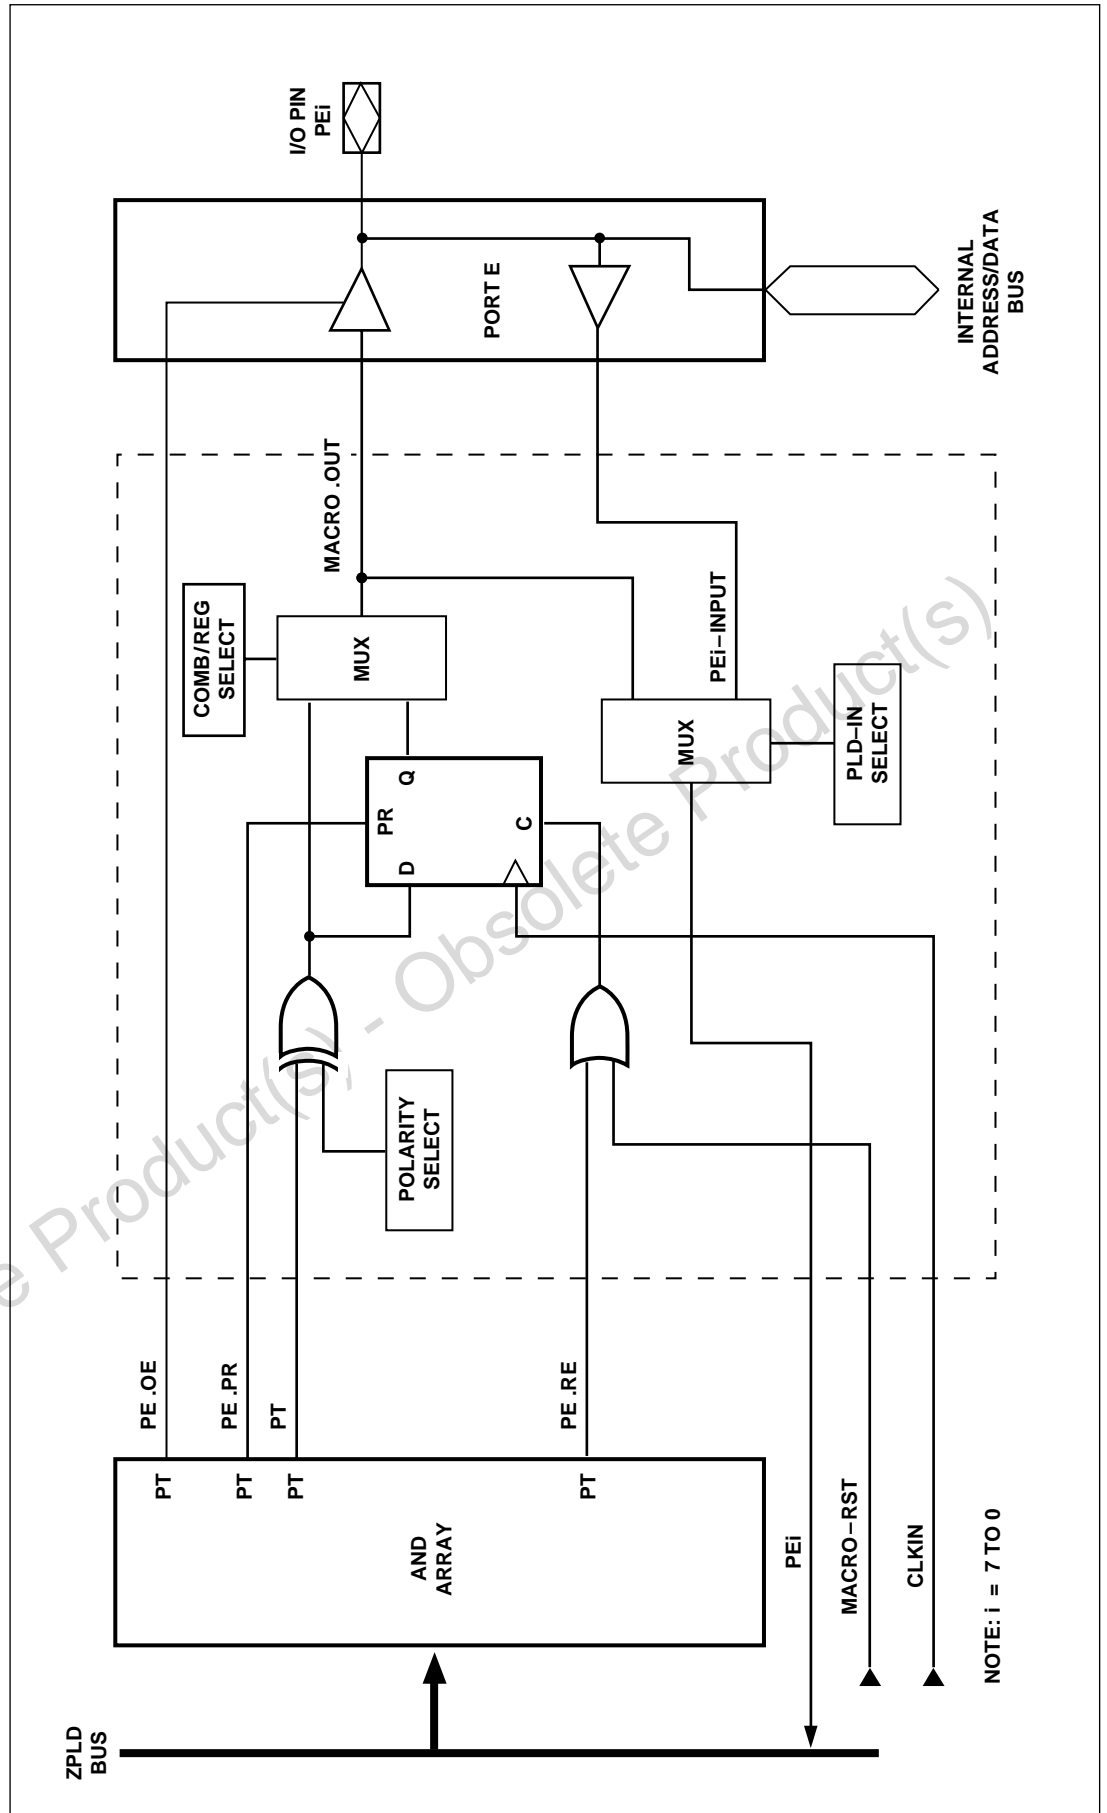 ZPLD
BUS
AND
ARRAY
PT
PT
PT
PT
PE .OE
PE .PR
PT
PE .RE
PEi
MACRO–RST
CLKIN
NOTE: i = 7 TO 0
POLARITY
SELECT
D
PR
Q
C
COMB/REG
SELECT
MUX
MACRO .OUT
MUX
PEi–INPUT
PLD–IN
SELECT
PORT E
I/O PIN
PEi
INTERNAL
ADDRESS/DATA
BUS
e Product(s) - Obsolete Product(s)